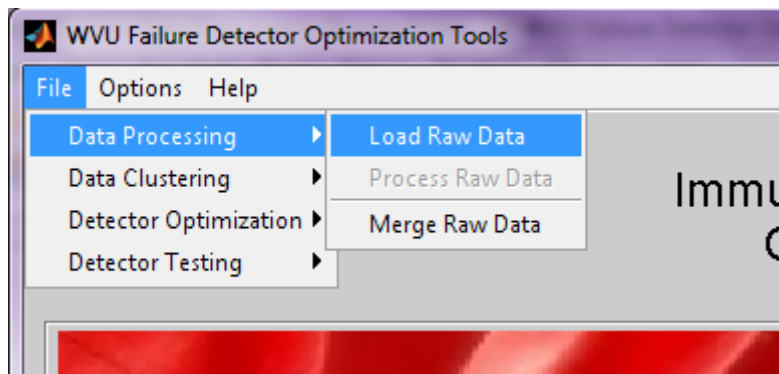 WVU Failure Detector Optimization Tools
File Options Help
Data Processing
Load Raw Data
Data Clustering
Process Raw Data
Detector Optimization
Merge Raw Data
Detector Testing